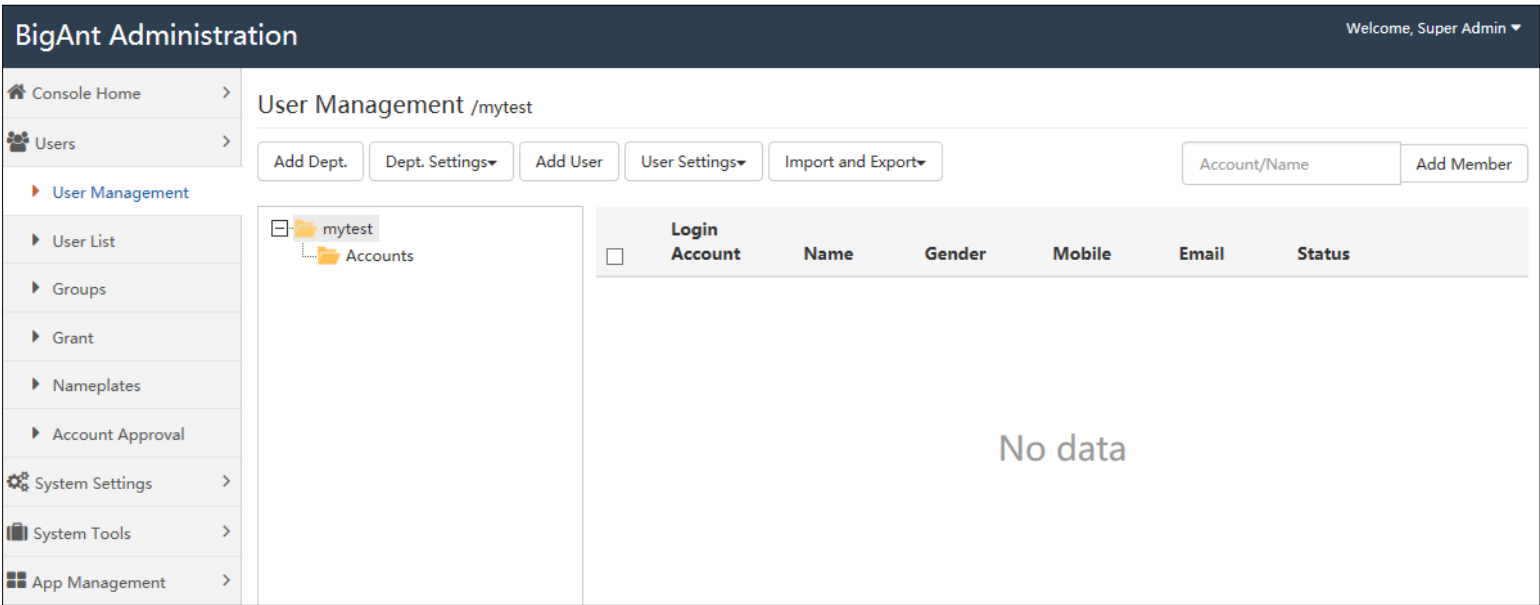 BigAnt Administration
Welcome, Super Admin
Console Home
Users
User Management
User List
Groups
Grant
Nameplates
Account Approval
System Settings
System Tools
App Management
User Management /mytest
Add Dept. Dept. Settings Add User User Settings Import and Export Account/Name Add Member
mytest
Accounts
Login
Account Name Gender Mobile Email Status
No data